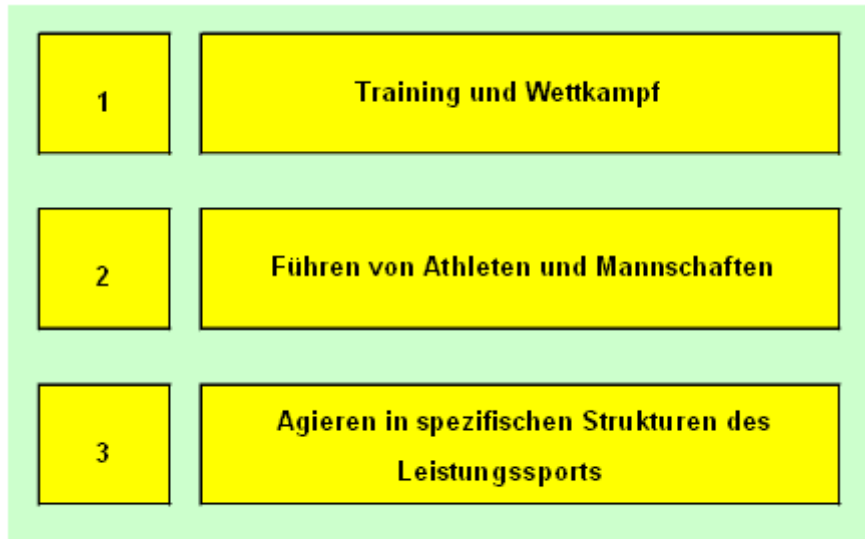 1
Training und Wettkampf
2
Führen von Athleten und Mannschaften
3
Agieren in spezifischen Strukturen des
Leistungssports